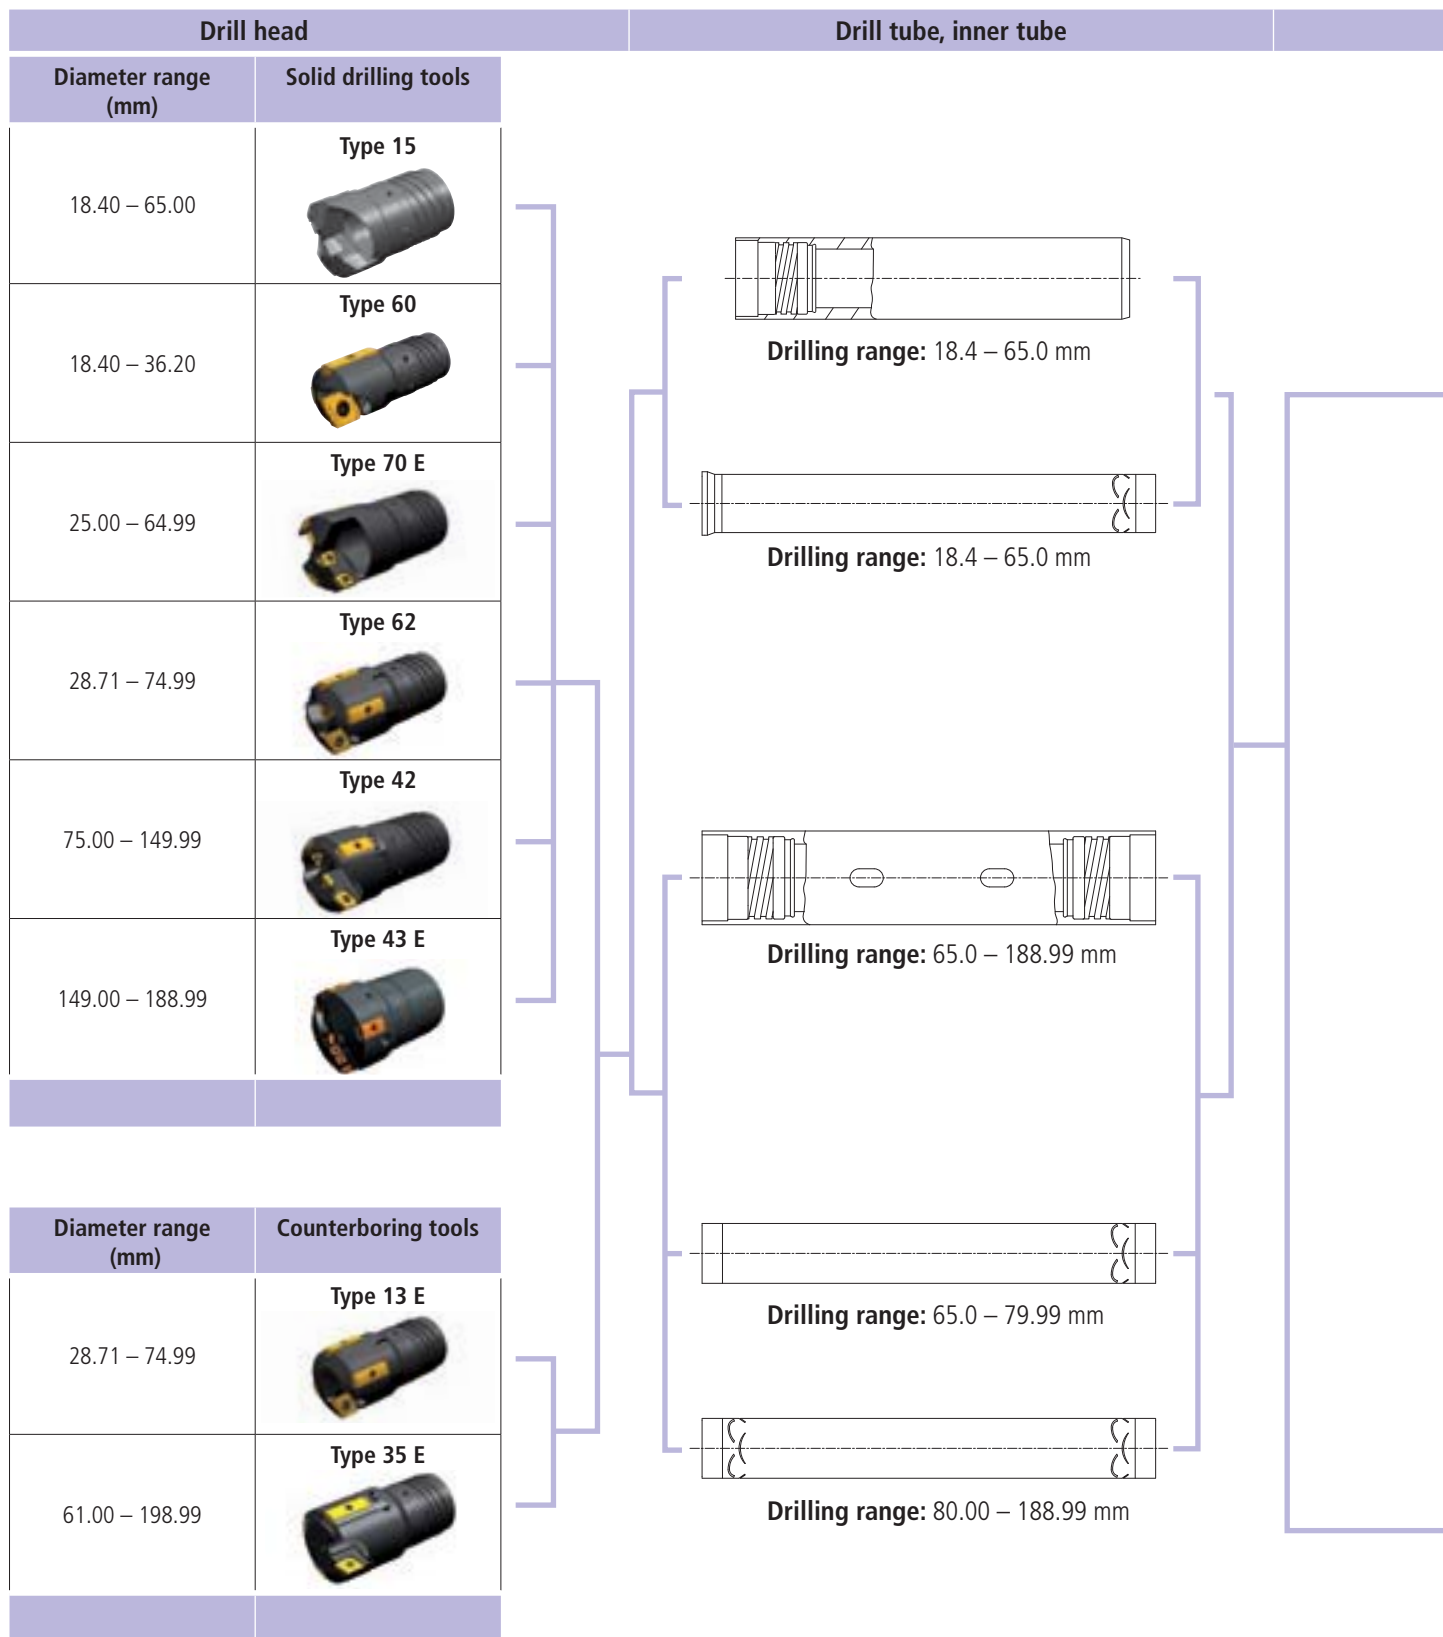 Drill head
Drill tube, inner tube
Diameter range
(mm)
Solid drilling tools
18.40 – 65.00
Type 15
18.40 – 36.20
Type 60
25.00 – 64.99
Type 70 E
28.71 – 74.99
Type 62
75.00 – 149.99
Type 42
149.00 – 188.99
Type 43 E
Diameter range
(mm)
Counterboring tools
28.71 – 74.99
Type 13 E
61.00 – 198.99
Type 35 E
Drilling range: 18.4 – 65.0 mm
Drilling range: 18.4 – 65.0 mm
Drilling range: 65.0 – 188.99 mm
Drilling range: 65.0 – 79.99 mm
Drilling range: 80.00 – 188.99 mm